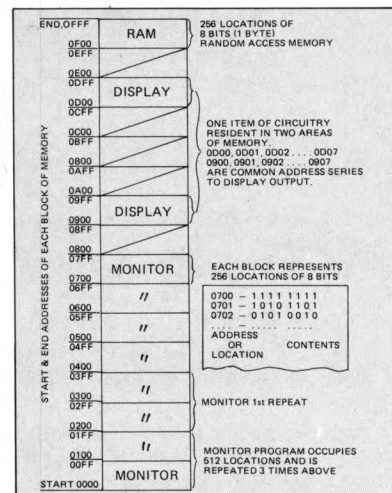 START & END ADDRESSES OF EACH BLOCK OF MEMORY
END,OFFF
0F00
RAM
256 LOCATIONS OF
8 BITS (1 BYTE)
RANDOM ACCESS MEMORY
0EFF
0E00
0DFF
0D00
DISPLAY
0CFF
0C00
0BFF
0800
0AFF
0A00
ONE ITEM OF CIRCUITRY
RESIDENT IN TWO AREAS
OF MEMORY.
0D00, 0D01, 0D02 .... 0D07
0900, 0901, 0902 .... 0907
ARE COMMON ADDRESS SERIES
TO DISPLAY OUTPUT.
09FF
0900
DISPLAY
08FF
0800
07FF
0700
MONITOR
06FF
0600
"
05FF
0500
"
04FF
0400
"
EACH BLOCK REPRESENTS
256 LOCATIONS OF 8 BITS
0700 – 1111 1111
0701 – 1010 1101
0702 – 0101 0010
.... – .... .....
ADDRESS
OR CONTENTS
LOCATION
03FF
0300
"
02FF
0200
"
MONITOR 1st REPEAT
01FF
0100
"
00FF
START 0000
MONITOR
MONITOR PROGRAM OCCUPIES
512 LOCATIONS AND IS
REPEATED 3 TIMES ABOVE